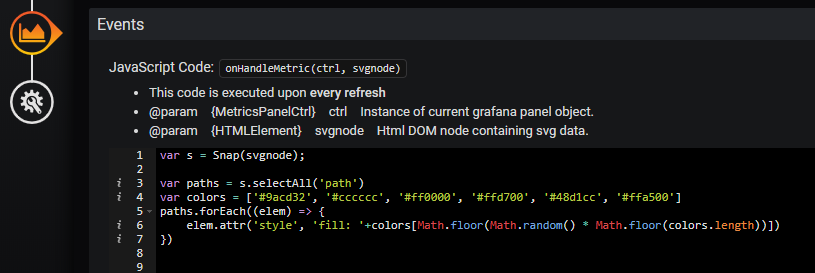 Events
JavaScript Code: onHandleMetric(ctrl, svgnode)
• This code is executed upon every refresh
• @param {MetricsPanelCtrl} ctrl Instance of current grafana panel object.
• @param {HTMLElement} svgnode Html DOM node containing svg data.
1 var s = Snap(svgnode);
2
i 3 var paths = s.selectAll('path')
i 4 var colors = ['#9acd32', '#cccccc', '#ff0000', '#ffd700', '#48d1cc', '#ffa500']
5 paths.forEach((elem) => {
i 6 elem.attr('style', 'fill: '+colors[Math.floor(Math.random() * Math.floor(colors.length))])
i 7 })
8
9